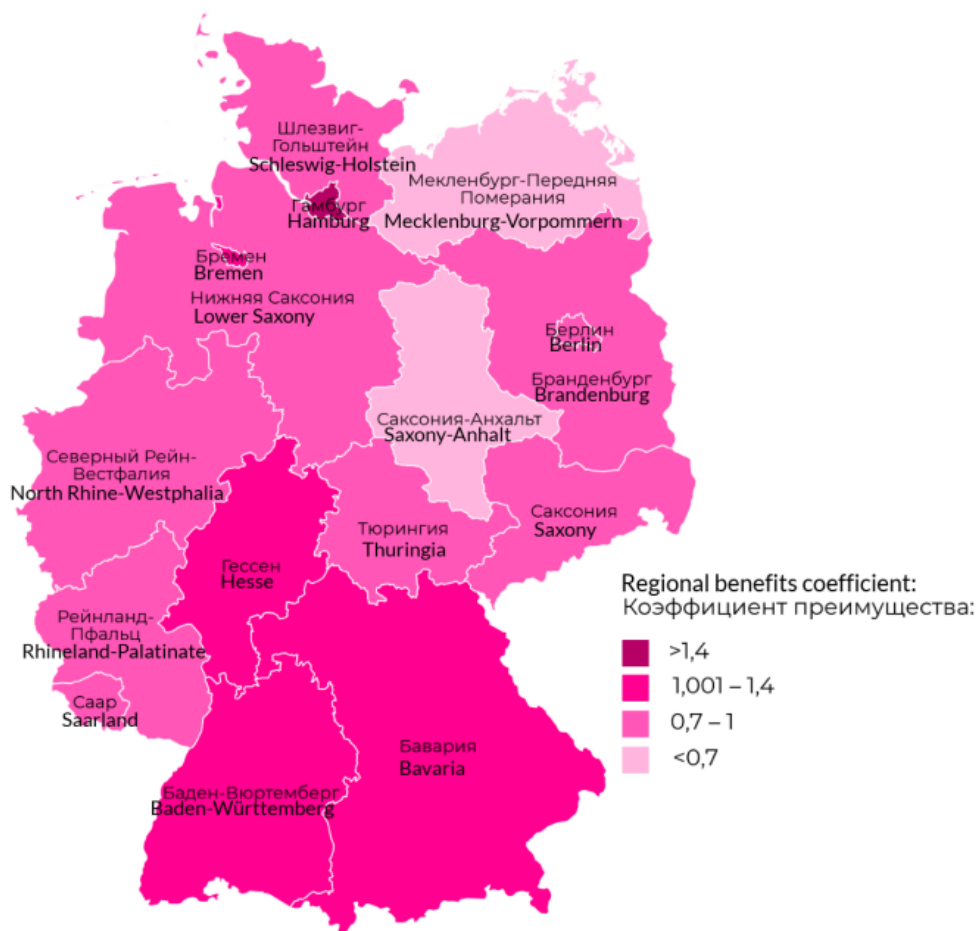 Шлезвиг-
Гольштейн
Schleswig-Holstein
Мекленбург-Передняя
Померания
Mecklenburg-Vorpommern
Гамбург
Hamburg
Бремен
Bremen
Нижняя Саксония
Lower Saxony
Берлин
Berlin
Бранденбург
Brandenburg
Саксония-Анхальт
Saxony-Anhalt
Северный Рейн-
Вестфалия
North Rhine-Westphalia
Саксония
Saxony
Тюрингия
Thuringia
Гессен
Hesse
Рейнланд-
Пфальц
Rhineland-Palatinate
Саар
Saarland
Бавария
Bavaria
Баден-Вюртемберг
Baden-Württemberg
Regional benefits coefficient:
Коэффициент преимущества:
>1,4
1,001 – 1,4
0,7 – 1
<0,7